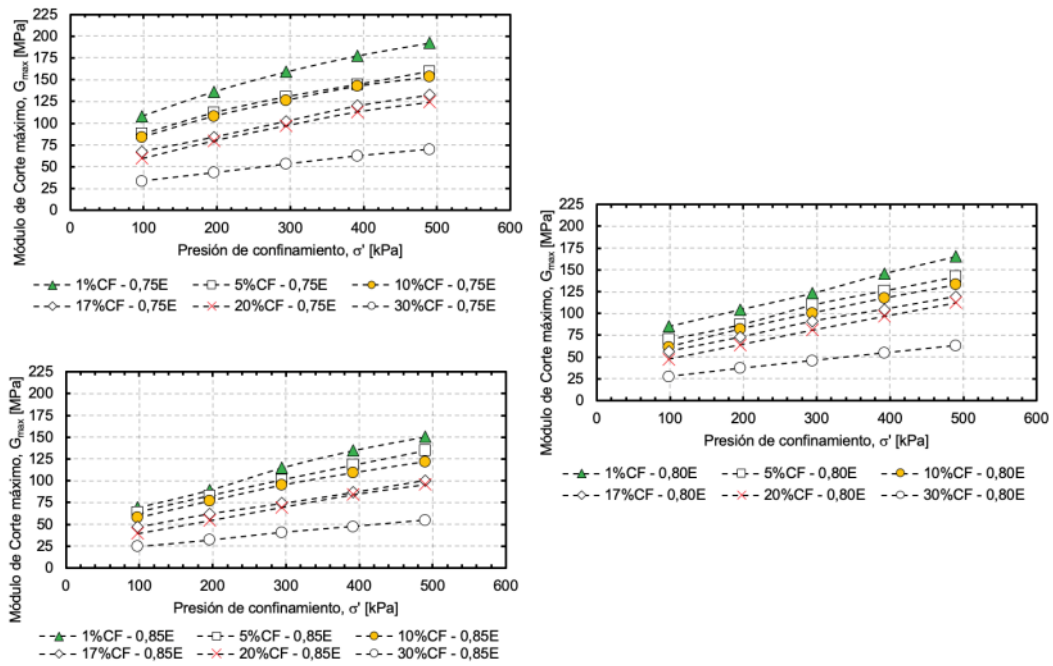 225
200
175
150
125
100
75
50
25
0
Módulo de Corte máximo, Gmax [MPa]
0 100 200 300 400 500 600
Presión de confinamiento, σ' [kPa]
1%CF - 0,75E 5%CF - 0,75E 10%CF - 0,75E
17%CF - 0,75E 20%CF - 0,75E 30%CF - 0,75E
225
200
175
150
125
100
75
50
25
0
Módulo de Corte máximo, Gmax [MPa]
0 100 200 300 400 500 600
Presión de confinamiento, σ' [kPa]
1%CF - 0,80E 5%CF - 0,80E 10%CF - 0,80E
17%CF - 0,80E 20%CF - 0,80E 30%CF - 0,80E
225
200
175
150
125
100
75
50
25
0
Módulo de Corte máximo, Gmax [MPa]
0 100 200 300 400 500 600
Presión de confinamiento, σ' [kPa]
1%CF - 0,85E 5%CF - 0,85E 10%CF - 0,85E
17%CF - 0,85E 20%CF - 0,85E 30%CF - 0,85E